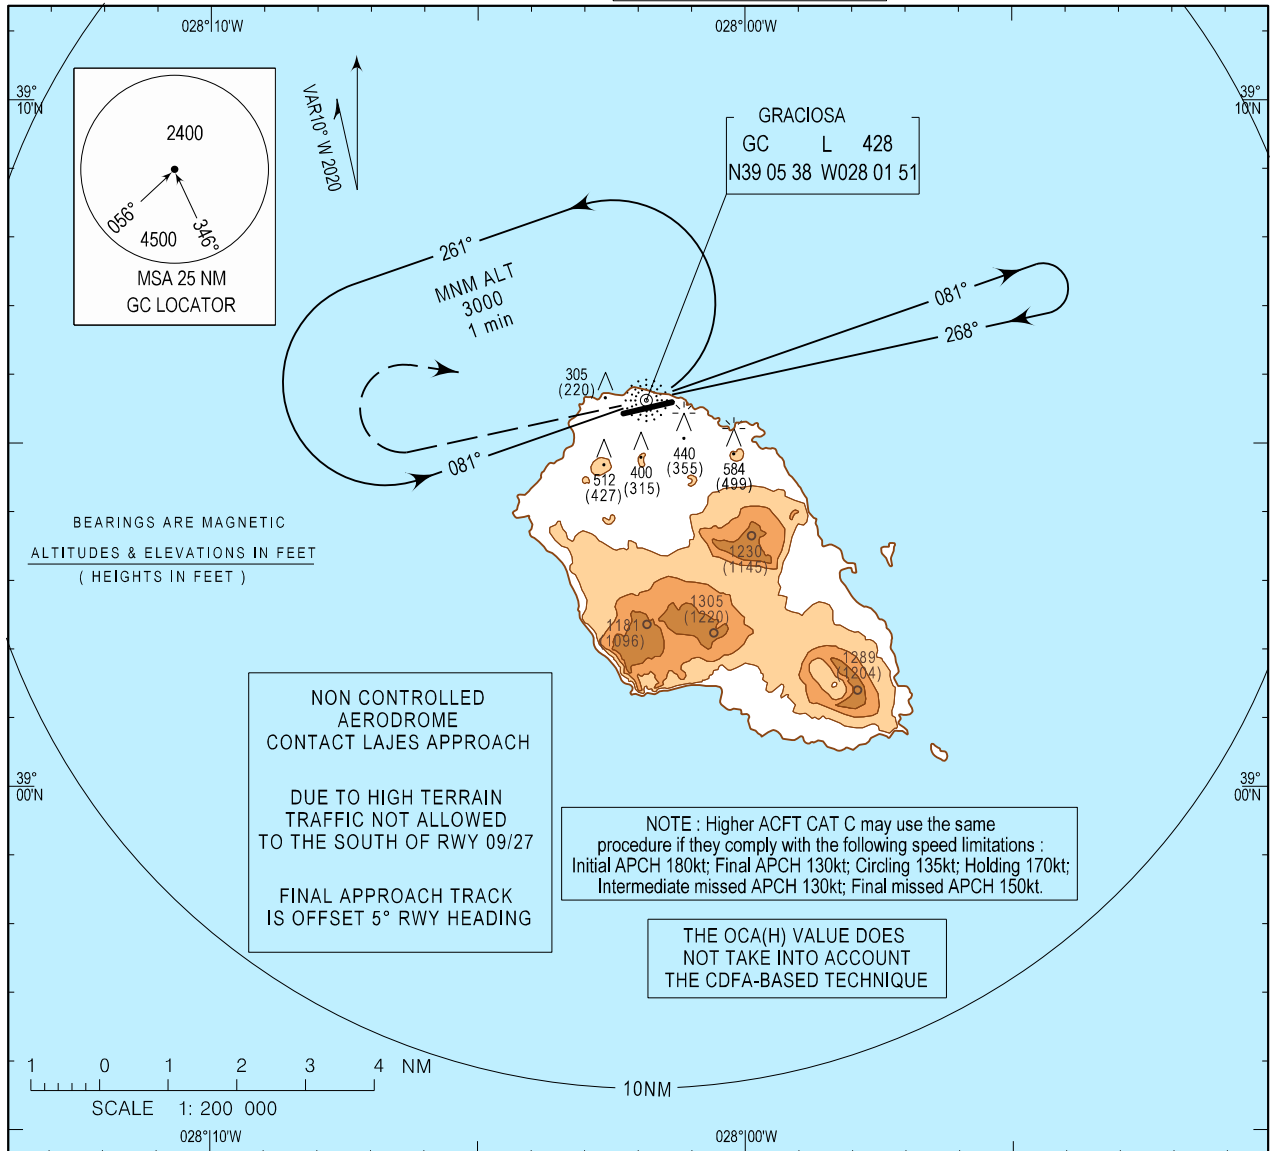 028°10'W
028°00'W
39°
10'N
39°
10'N
2400
056°
346°
4500
MSA 25 NM
GC LOCATOR
VAR10° W 2020
GRACIOSA
GC L 428
N39 05 38 W028 01 51
261°
MNM ALT
3000
1 min
081°
268°
081°
305
(220)
512
(427)
400
(315)
440
(355)
584
(499)
1230
(1145)
1305
(1220)
1181
(1096)
1289
(1204)
BEARINGS ARE MAGNETIC
ALTITUDES & ELEVATIONS IN FEET
( HEIGHTS IN FEET )
NON CONTROLLED
AERODROME
CONTACT LAJES APPROACH
DUE TO HIGH TERRAIN
TRAFFIC NOT ALLOWED
TO THE SOUTH OF RWY 09/27
FINAL APPROACH TRACK
IS OFFSET 5° RWY HEADING
39°
00'N
39°
00'N
NOTE : Higher ACFT CAT C may use the same
procedure if they comply with the following speed limitations :
Initial APCH 180kt; Final APCH 130kt; Circling 135kt; Holding 170kt;
Intermediate missed APCH 130kt; Final missed APCH 150kt.
THE OCA(H) VALUE DOES
NOT TAKE INTO ACCOUNT
THE CDFA-BASED TECHNIQUE
1 0 1 2 3 4 NM
SCALE 1: 200 000
10NM
028°10'W
028°00'W